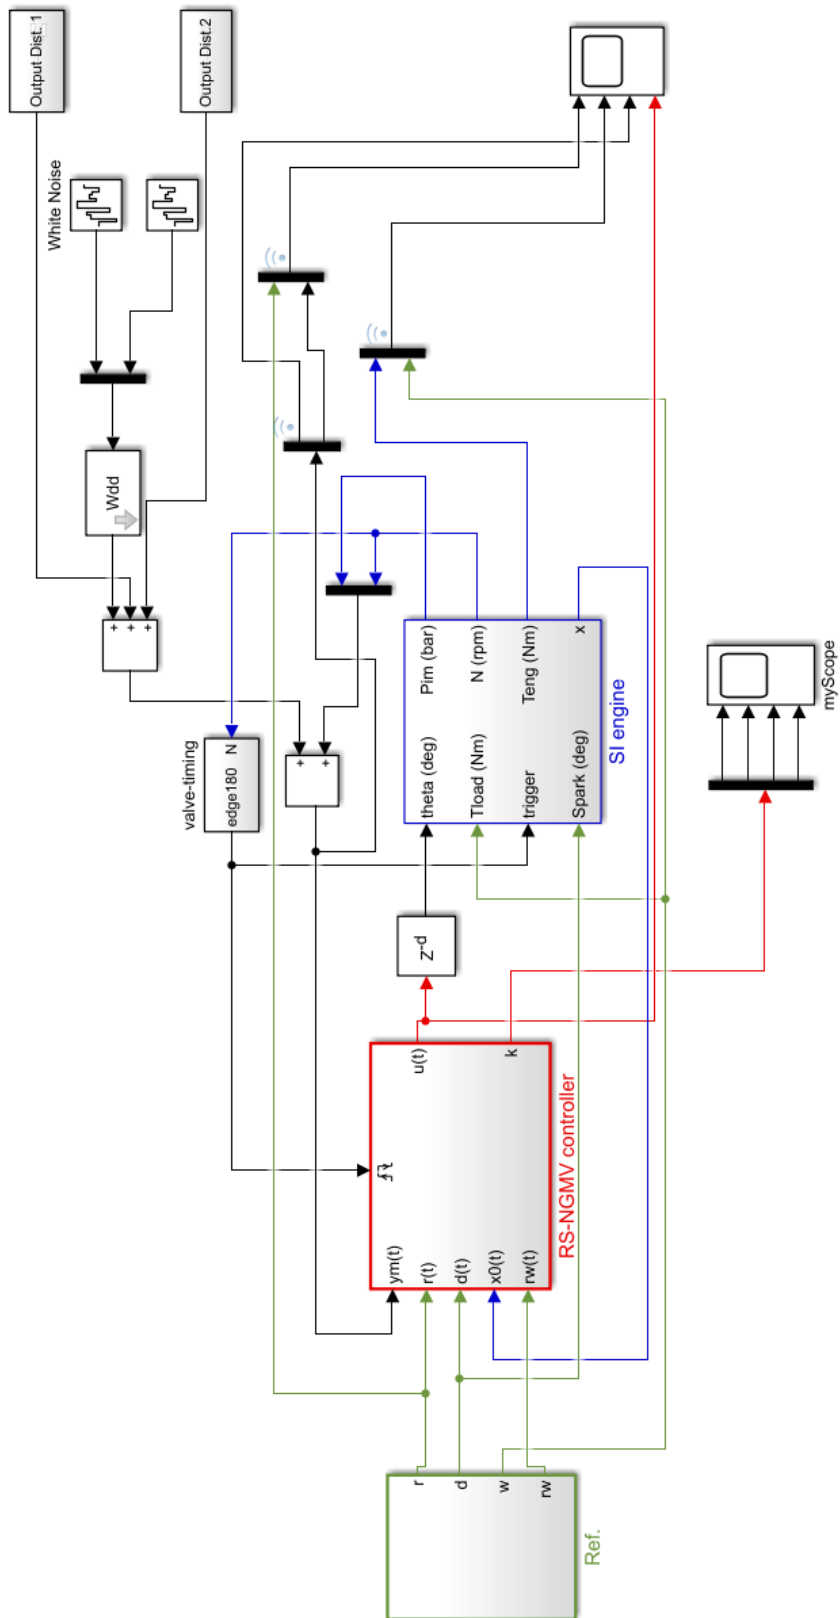 Output Dist. 1
Output Dist.2
White Noise
Wdd
+
+
+
valve-timing
edge180
N
+
+
theta (deg)
Tload (Nm)
trigger
Spark (deg)
Pim (bar)
N (rpm)
Teng (Nm)
x
SI engine
myScope
Z-d
ym(t)
r(t)
d(t)
x0(t)
rw(t)
u(t)
k
RS-NGMV controller
r
d
w
rw
Ref.